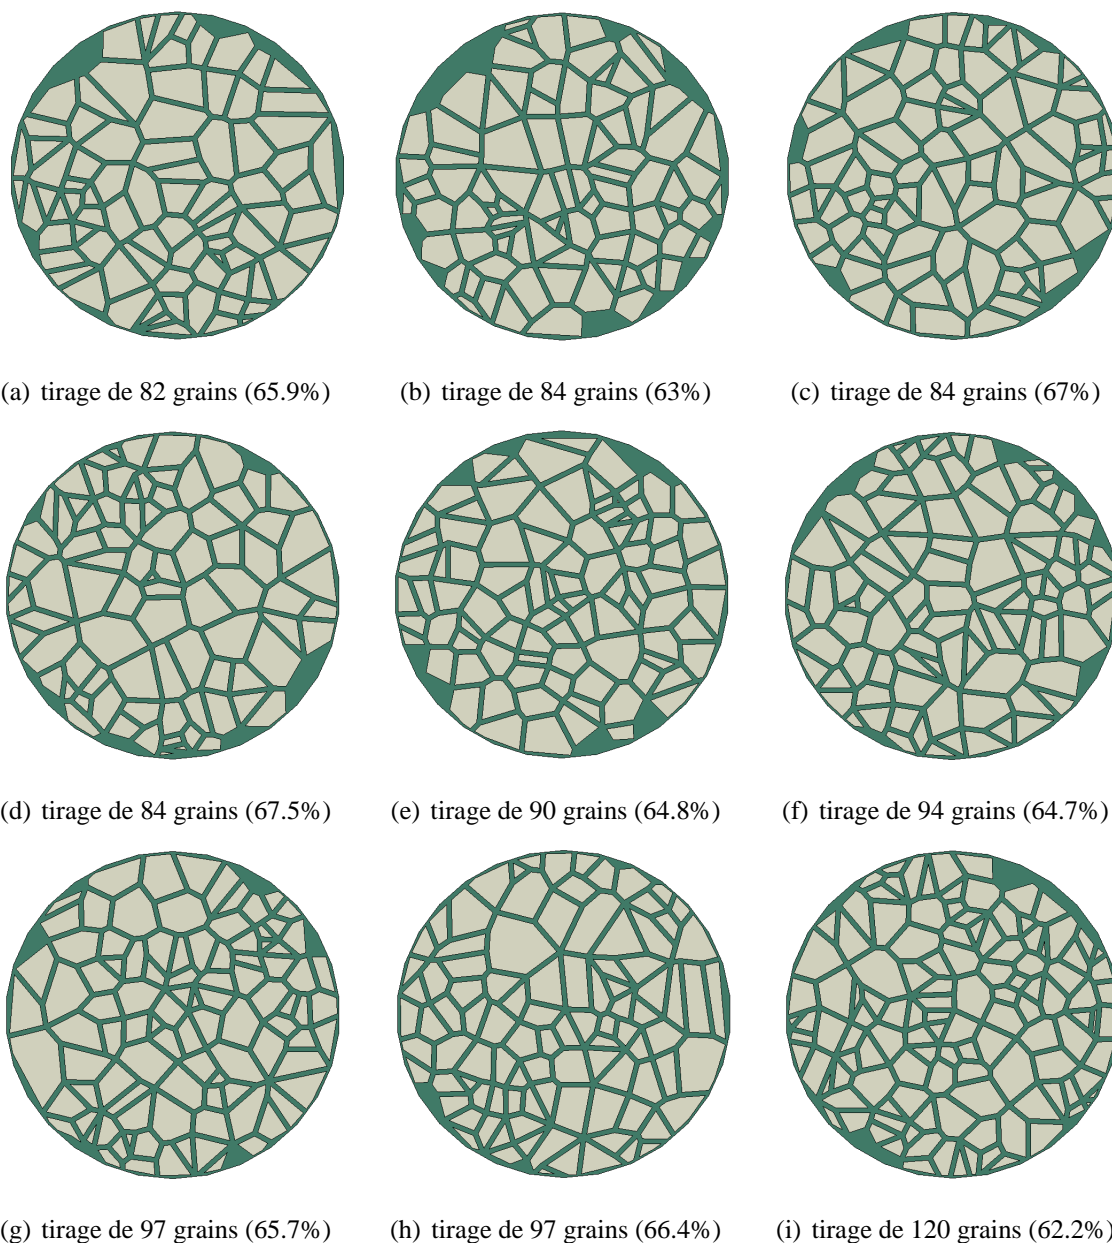 (a) tirage de 82 grains (65.9%)
(b) tirage de 84 grains (63%)
(c) tirage de 84 grains (67%)
(d) tirage de 84 grains (67.5%)
(e) tirage de 90 grains (64.8%)
(f) tirage de 94 grains (64.7%)
(g) tirage de 97 grains (65.7%)
(h) tirage de 97 grains (66.4%)
(i) tirage de 120 grains (62.2%)